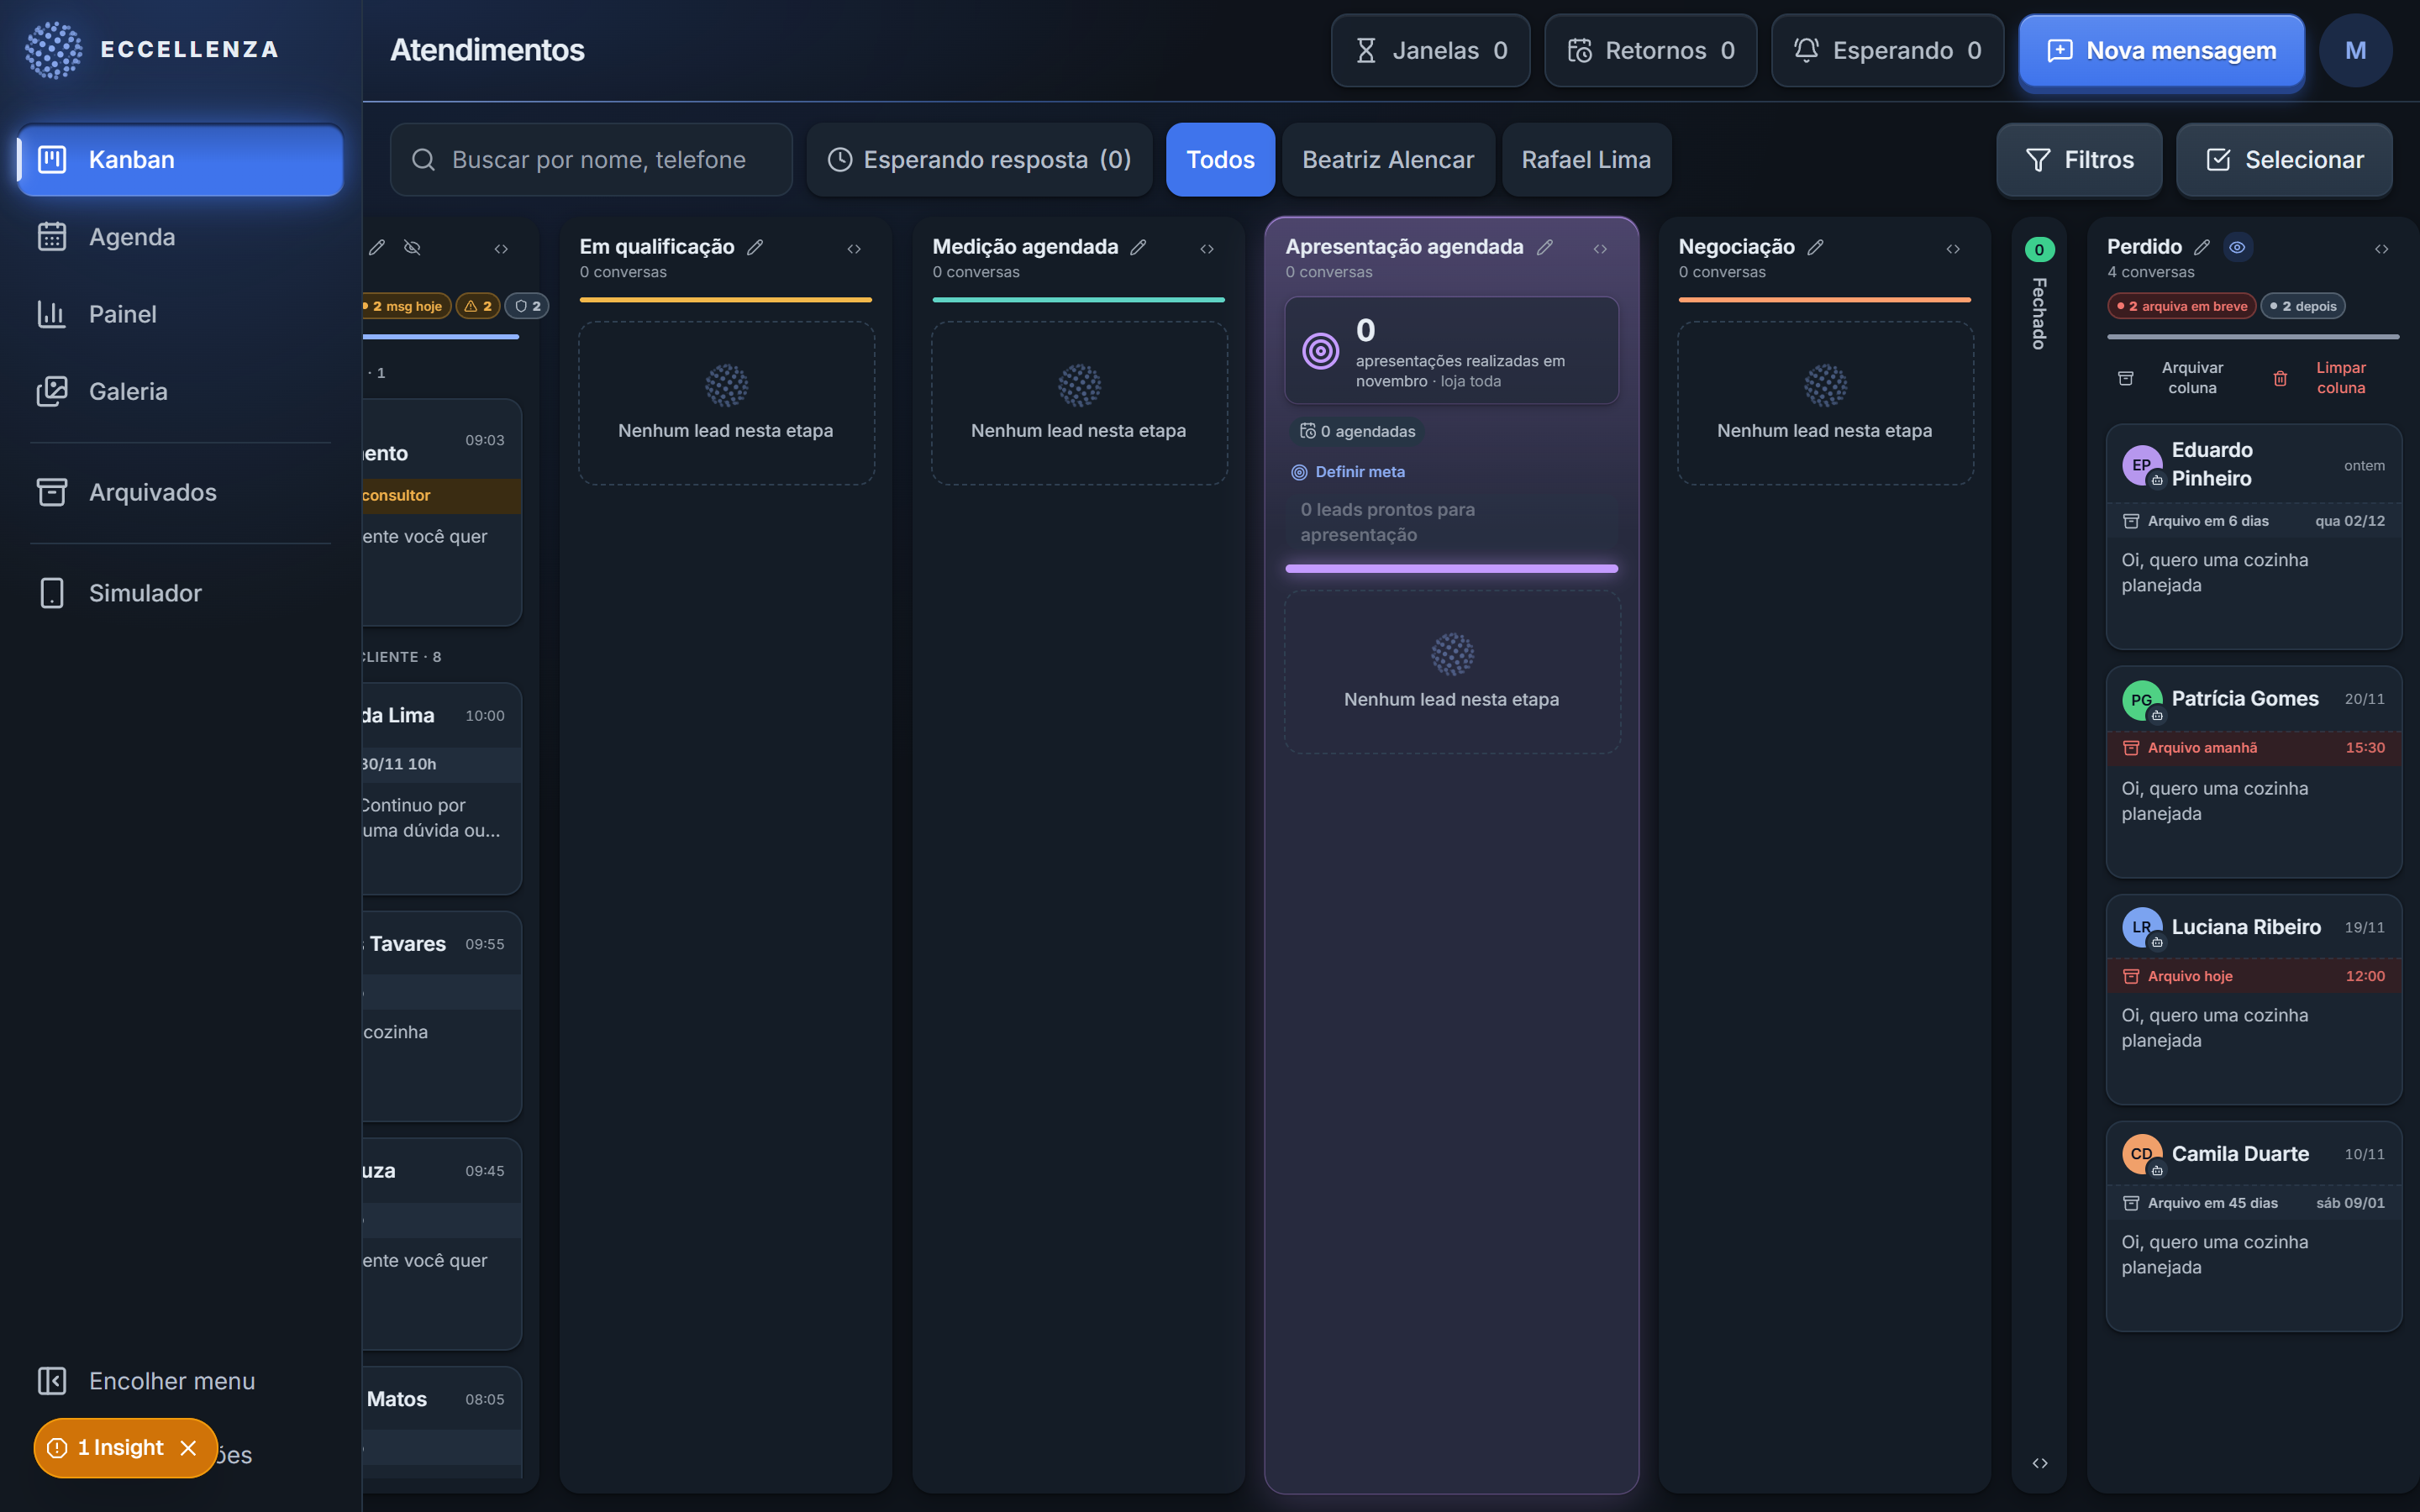 ECCELLENZA
Atendimentos
Janelas 0
Retornos 0
Esperando 0
Nova mensagem
M
Kanban
Agenda
Painel
Galeria
Arquivados
Simulador
Encolher menu
1 Insight
ões
Buscar por nome, telefone
Esperando resposta (0)
Todos
Beatriz Alencar
Rafael Lima
Filtros
Selecionar
2 msg hoje
2
2
· 1
09:03
ento
consultor
ente você quer
CLIENTE · 8
da Lima
10:00
30/11 10h
Continuo por
uma dúvida ou...
s Tavares
09:55
cozinha
uza
09:45
ente você quer
Matos
08:05
Em qualificação
0 conversas
Nenhum lead nesta etapa
Medição agendada
0 conversas
Nenhum lead nesta etapa
Apresentação agendada
0 conversas
0
apresentações realizadas em
novembro · loja toda
0 agendadas
Definir meta
0 leads prontos para
apresentação
Nenhum lead nesta etapa
Negociação
0 conversas
Nenhum lead nesta etapa
0
Fechado
Perdido
4 conversas
2 arquiva em breve
2 depois
Arquivar
coluna
Limpar
coluna
EP
Eduardo
Pinheiro
ontem
Arquivo em 6 dias
qua 02/12
Oi, quero uma cozinha
planejada
PG
Patrícia Gomes
20/11
Arquivo amanhã
15:30
Oi, quero uma cozinha
planejada
LR
Luciana Ribeiro
19/11
Arquivo hoje
12:00
Oi, quero uma cozinha
planejada
CD
Camila Duarte
10/11
Arquivo em 45 dias
sáb 09/01
Oi, quero uma cozinha
planejada